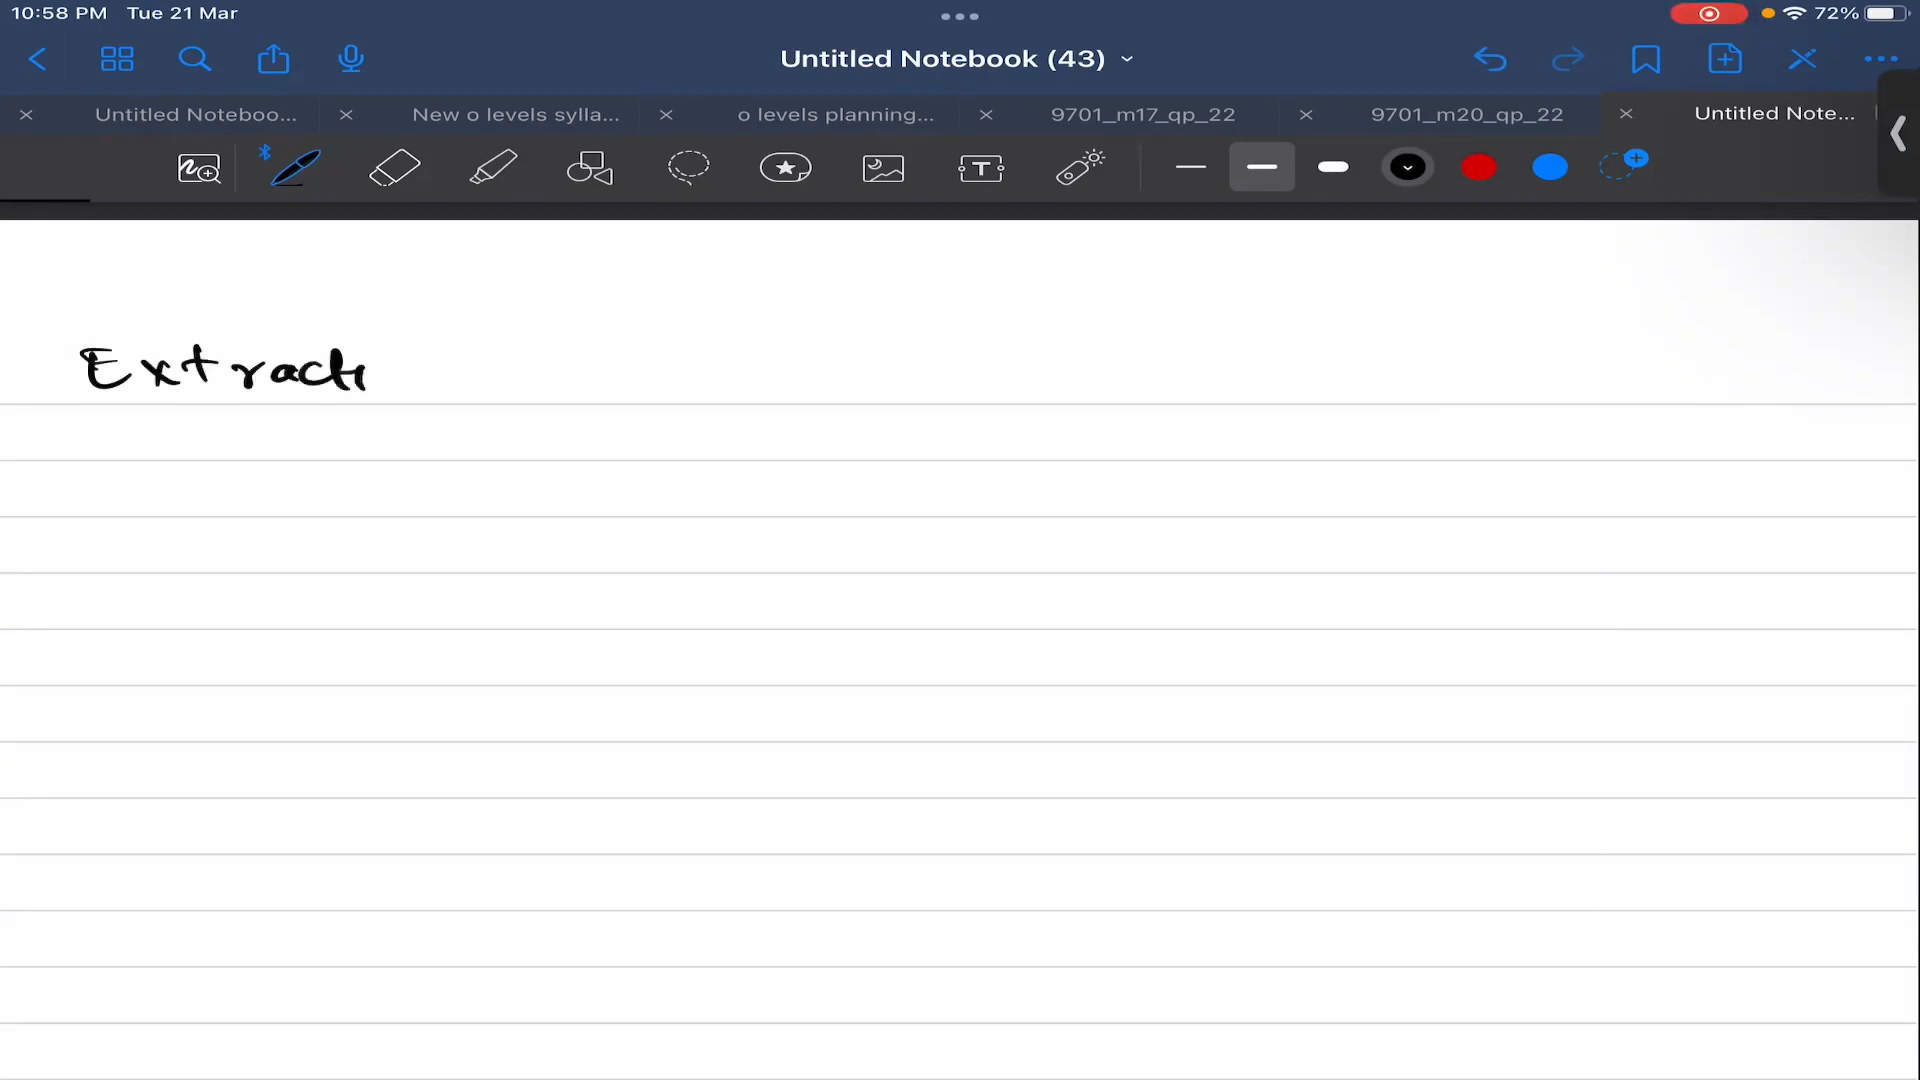 10:58 PM Tue 21 Mar 72%
Untitled Notebook (43)
Untitled Noteboo... New o levels sylla... o levels planning... 9701_m17_qp_22 9701_m20_qp_22 Untitled Note...
T
Extracti